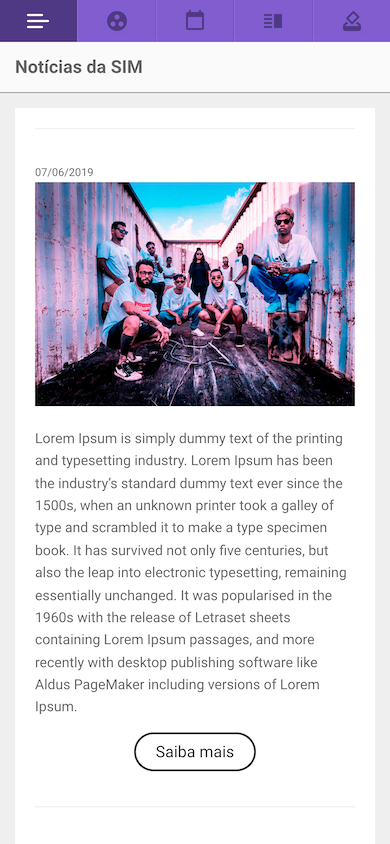 Notícias da SIM
07/06/2019
Lorem Ipsum is simply dummy text of the printing
and typesetting industry. Lorem Ipsum has been
the industry’s standard dummy text ever since the
1500s, when an unknown printer took a galley of
type and scrambled it to make a type specimen
book. It has survived not only five centuries, but
also the leap into electronic typesetting, remaining
essentially unchanged. It was popularised in the
1960s with the release of Letraset sheets
containing Lorem Ipsum passages, and more
recently with desktop publishing software like
Aldus PageMaker including versions of Lorem
Ipsum.
Saiba mais